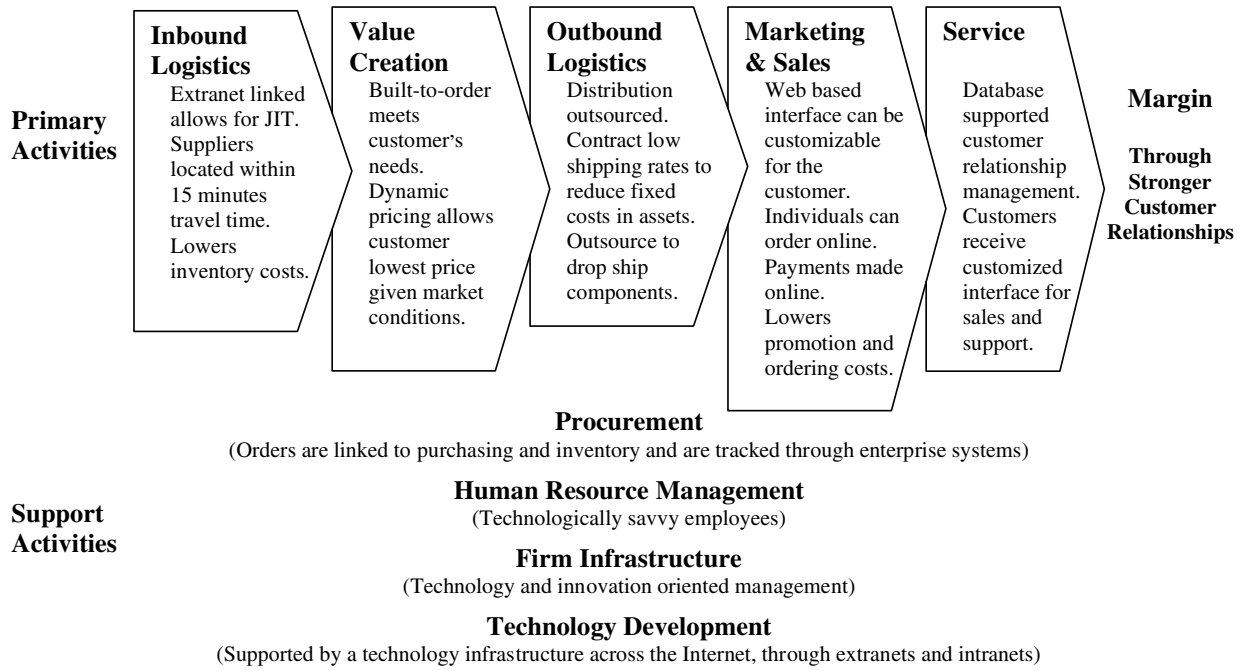 Primary
Activities
Inbound
Logistics
Extranet linked
allows for JIT.
Suppliers
located within
15 minutes
travel time.
Lowers
inventory costs.
Value
Creation
Built-to-order
meets
customer's
needs.
Dynamic
pricing allows
customer
lowest price
given market
conditions.
Outbound
Logistics
Distribution
outsourced.
Contract low
shipping rates to
reduce fixed
costs in assets.
Outsource to
drop ship
components.
Marketing
& Sales
Web based
interface can be
customizable
for the
customer.
Individuals can
order online.
Payments made
online.
Lowers
promotion and
ordering costs.
Service
Database
supported
customer
relationship
management.
Customers
receive
customized
interface for
sales and
support.
Margin
Through
Stronger
Customer
Relationships
Support
Activities
Procurement
(Orders are linked to purchasing and inventory and are tracked through enterprise systems)
Human Resource Management
(Technologically savvy employees)
Firm Infrastructure
(Technology and innovation oriented management)
Technology Development
(Supported by a technology infrastructure across the Internet, through extranets and intranets)